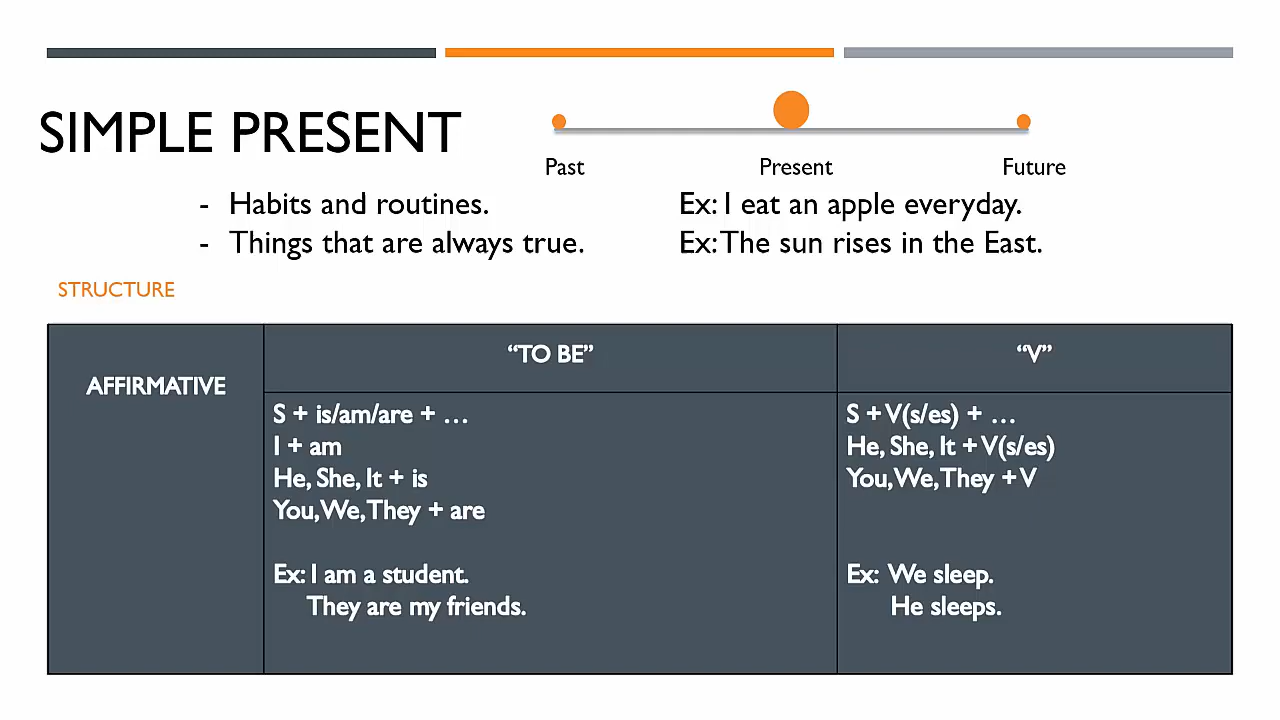 SIMPLE PRESENT
Past Present Future
- Habits and routines. Ex: I eat an apple everyday.
- Things that are always true. Ex: The sun rises in the East.
STRUCTURE
AFFIRMATIVE
“TO BE”
S + is/am/are + …
I + am
He, She, It + is
You, We, They + are
Ex: I am a student.
They are my friends.
“V”
S + V(s/es) + …
He, She, It + V(s/es)
You, We, They + V
Ex: We sleep.
He sleeps.